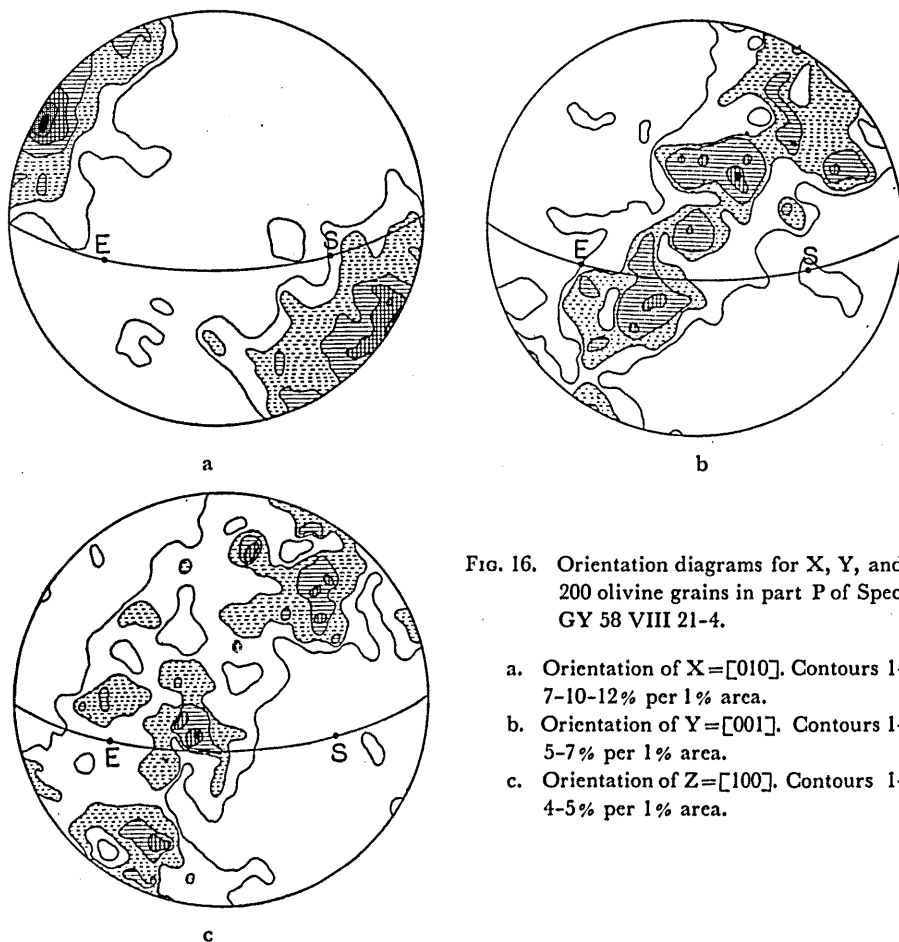 E
S
a
E
S
b
E
S
c
FIG. 16. Orientation diagrams for X, Y, and
200 olivine grains in part P of Spec
GY 58 VIII 21-4.
a. Orientation of X=[010]. Contours 1-
7-10-12% per 1% area.
b. Orientation of Y=[001]. Contours 1-
5-7% per 1% area.
c. Orientation of Z=[100]. Contours 1-
4-5% per 1% area.